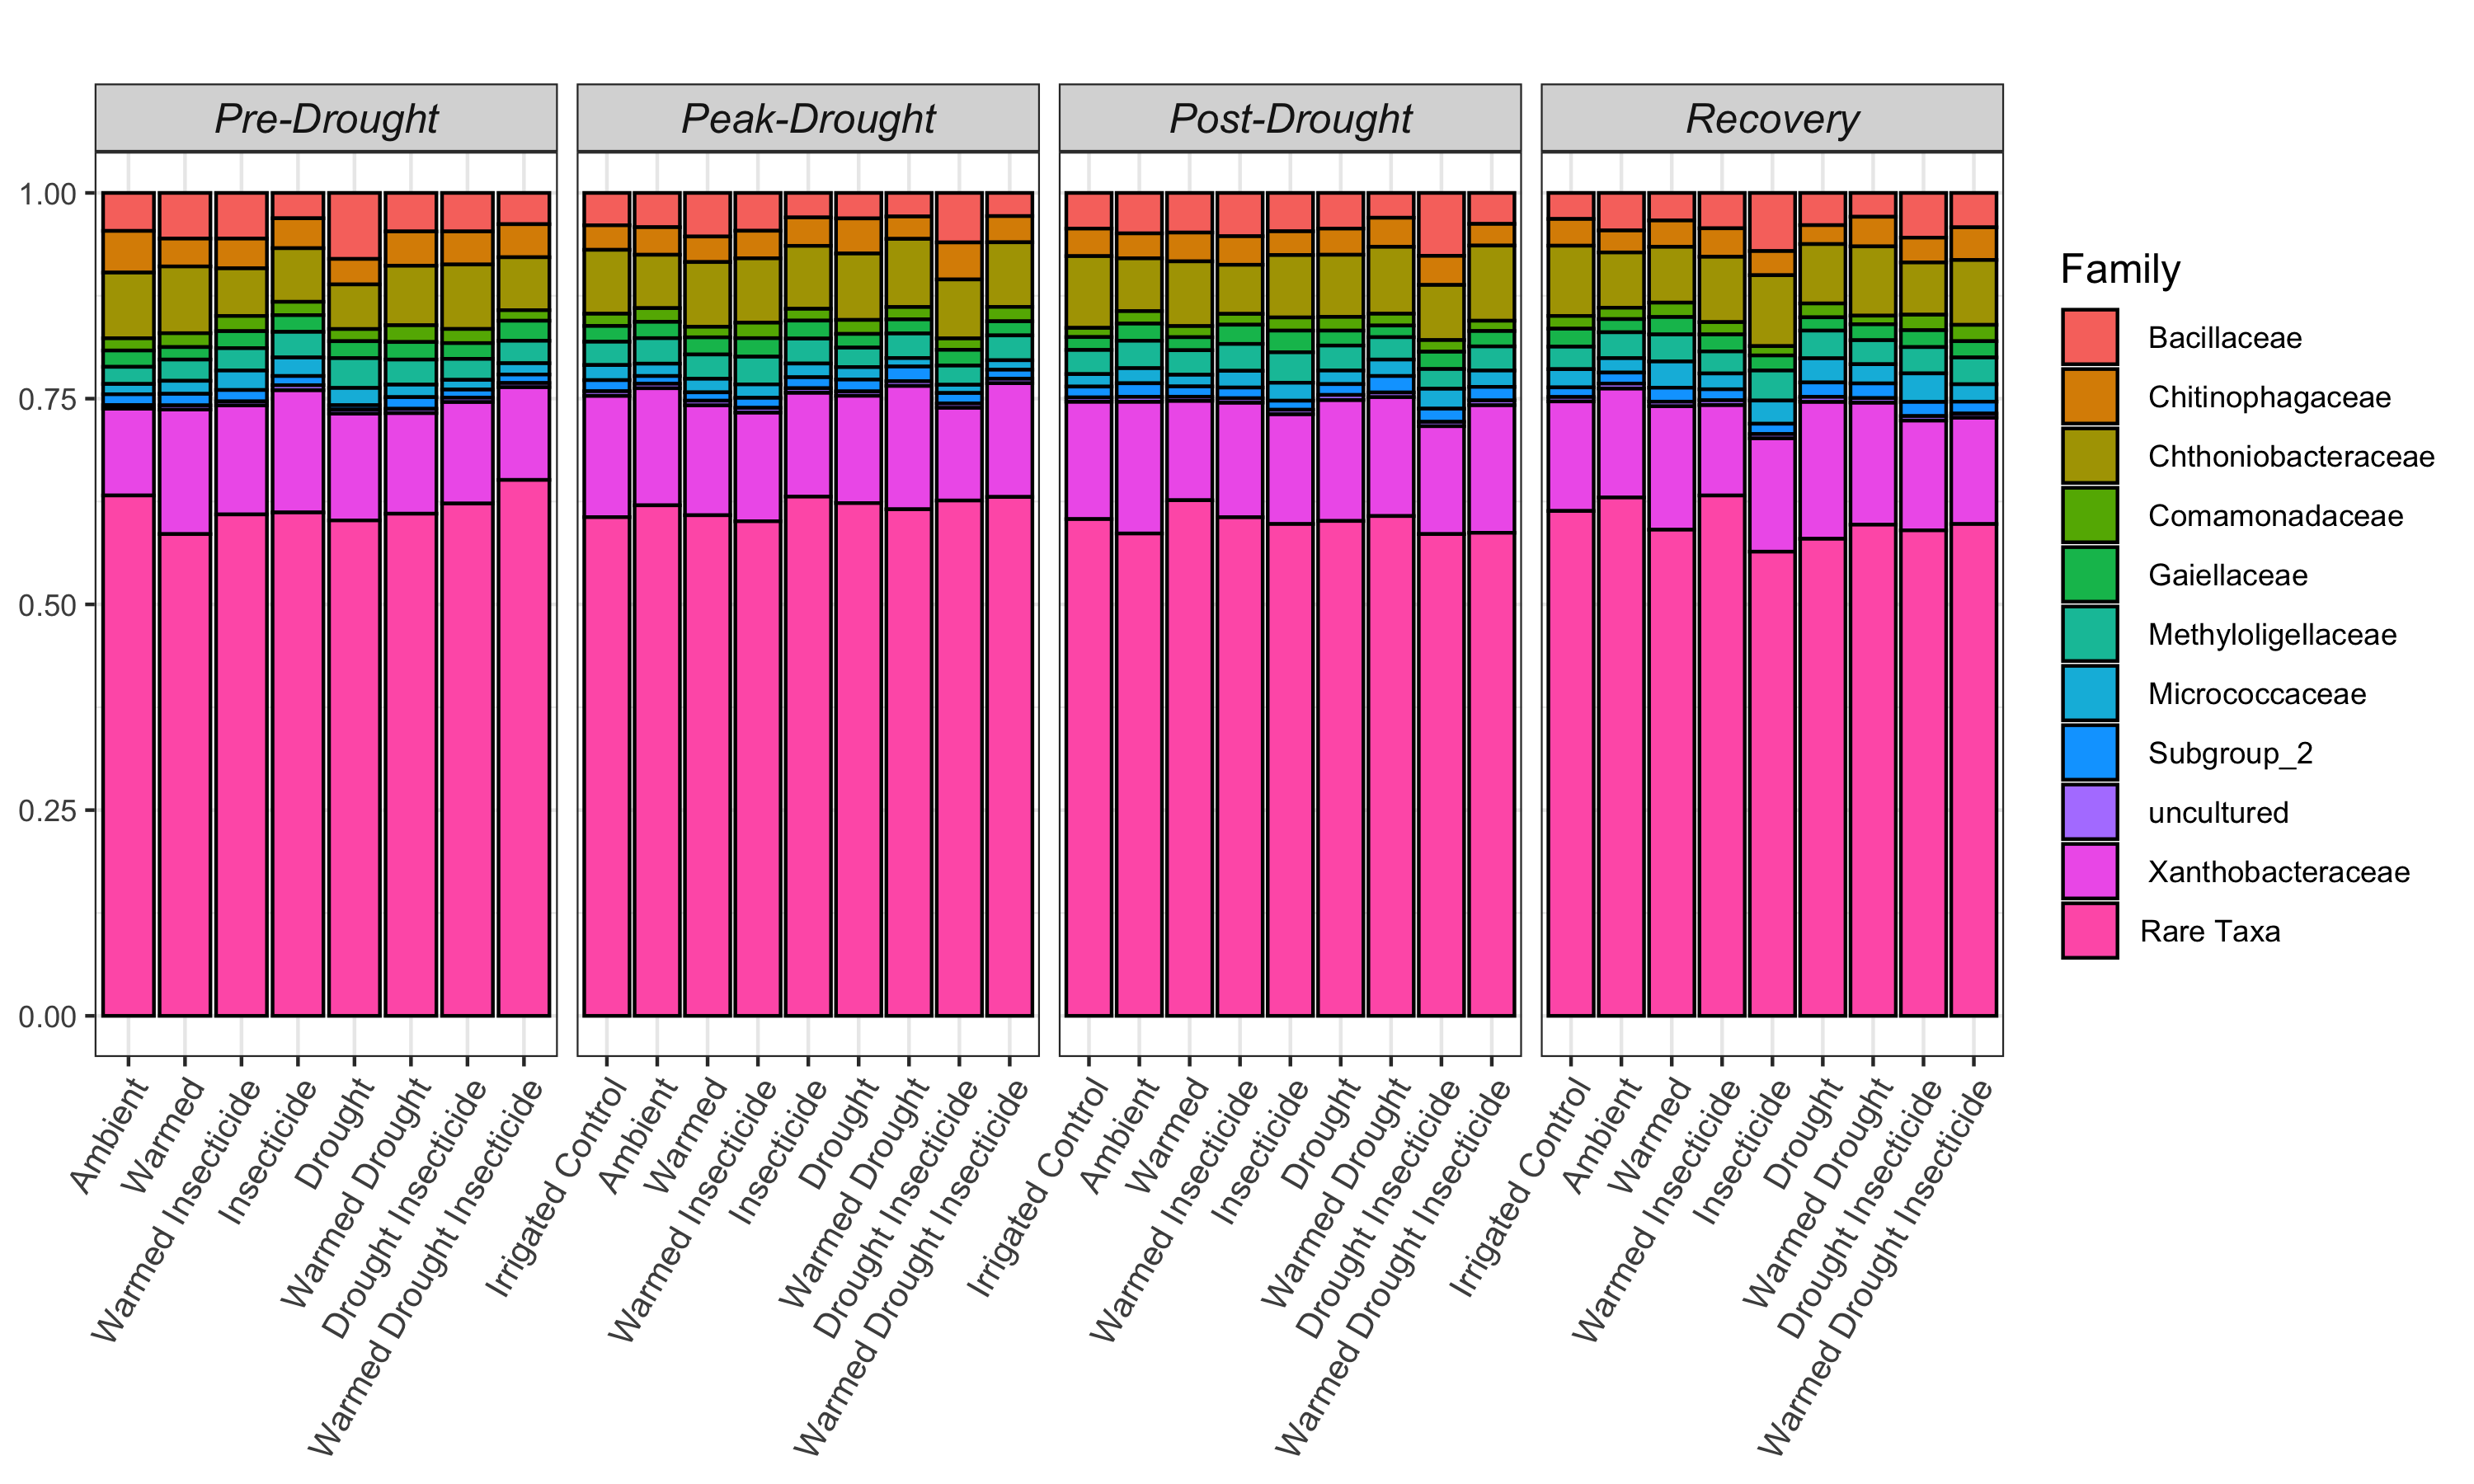 Pre-Drought
Peak-Drought
Post-Drought
Recovery
1.00
0.75
0.50
0.25
0.00
Ambient
Warmed
Warmed Insecticide
Insecticide
Drought
Warmed Drought
Drought Insecticide
Warmed Drought Insecticide
Irrigated Control
Ambient
Warmed
Warmed Insecticide
Insecticide
Drought
Warmed Drought
Drought Insecticide
Warmed Drought Insecticide
Irrigated Control
Ambient
Warmed
Warmed Insecticide
Insecticide
Drought
Warmed Drought
Drought Insecticide
Warmed Drought Insecticide
Irrigated Control
Ambient
Warmed
Warmed Insecticide
Insecticide
Drought
Warmed Drought
Drought Insecticide
Warmed Drought Insecticide
Family
Bacillaceae
Chitinophagaceae
Chthoniobacteraceae
Comamonadaceae
Gaiellaceae
Methyloligellaceae
Micrococcaceae
Subgroup_2
uncultured
Xanthobacteraceae
Rare Taxa